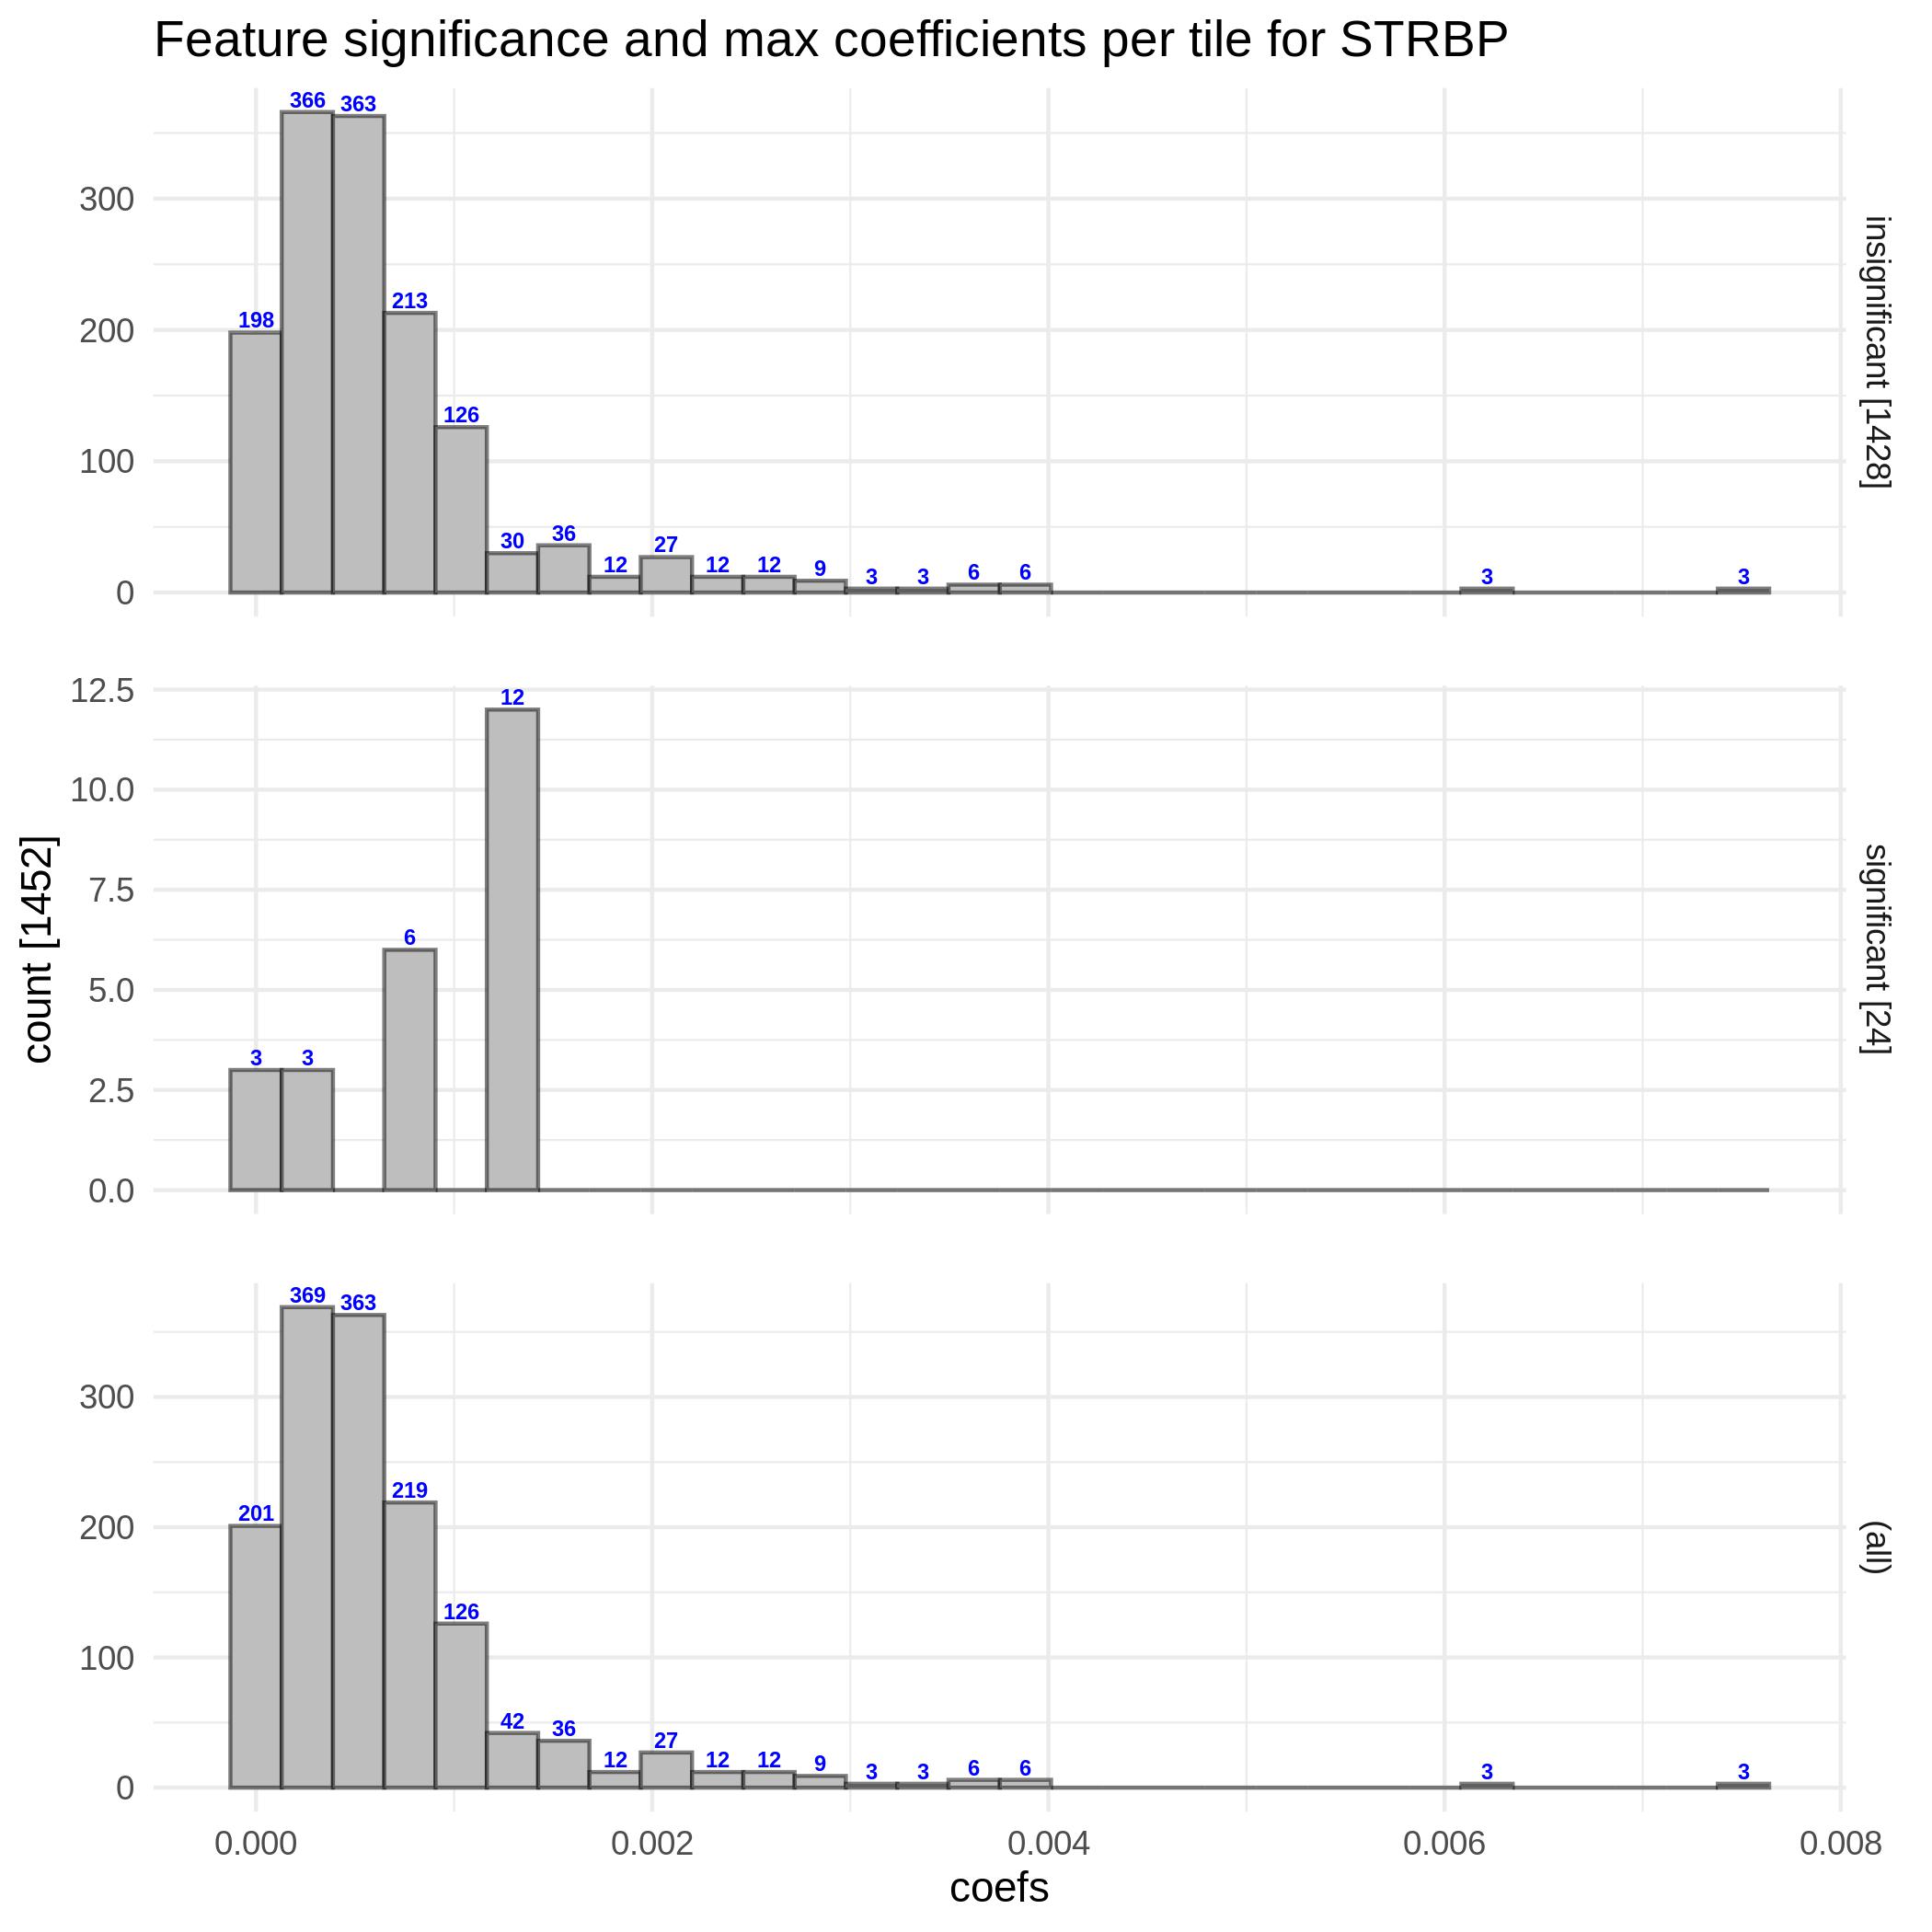 Feature significance and max coefficients per tile for STRBP
366 363
213
198
126
30 36 12 27 12 12 9 3 3 6 6 3 3
300
200
100
0
insignificant [1428]
12
6
3 3
12.5
10.0
7.5
5.0
2.5
0.0
count [1452]
significant [24]
369 363
219
201
126
42 36 12 27 12 12 9 3 3 6 6 3 3
300
200
100
0
(all)
0.000 0.002 0.004 0.006 0.008
coefs